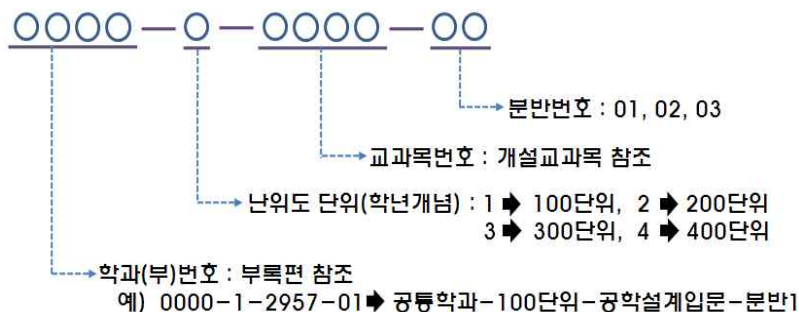 ○○○○ — ○ — ○○○○ — ○○
분반번호 : 01, 02, 03
교과목번호 : 개설교과목 참조
난위도 단위(학년개념) : 1 ➡ 100단위, 2 ➡ 200단위
3 ➡ 300단위, 4 ➡ 400단위
학과(부)번호 : 부록편 참조
예) 0000-1-2957-01➡ 공통학과-100단위-공학설계입문-분반1